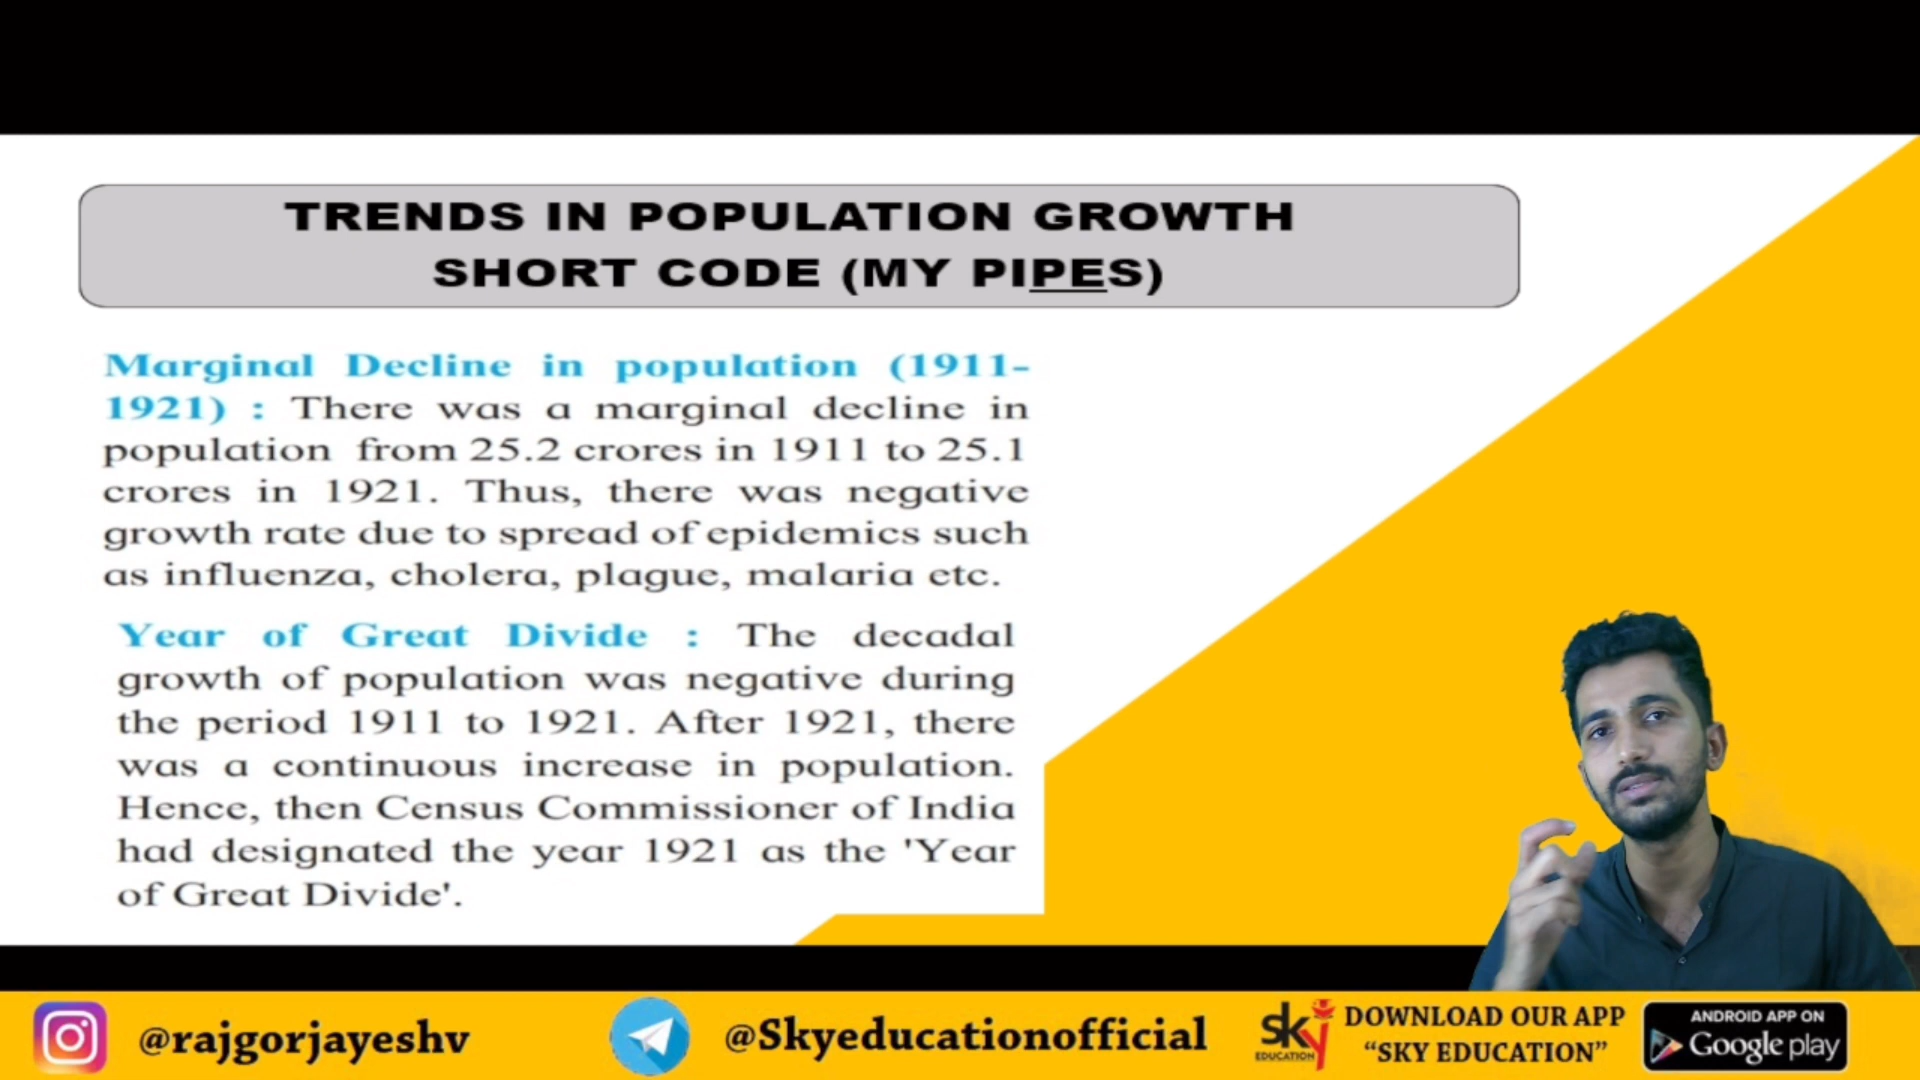 TRENDS IN POPULATION GROWTH
SHORT CODE (MY PIPES)
Marginal Decline in population (1911-
1921) : There was a marginal decline in
population from 25.2 crores in 1911 to 25.1
crores in 1921. Thus, there was negative
growth rate due to spread of epidemics such
as influenza, cholera, plague, malaria etc.
Year of Great Divide : The decadal
growth of population was negative during
the period 1911 to 1921. After 1921, there
was a continuous increase in population.
Hence, then Census Commissioner of India
had designated the year 1921 as the 'Year
of Great Divide'.
@rajgorjayeshv
@Skyeducationofficial
sky
EDUCATION
DOWNLOAD OUR APP
“SKY EDUCATION”
ANDROID APP ON
Google play